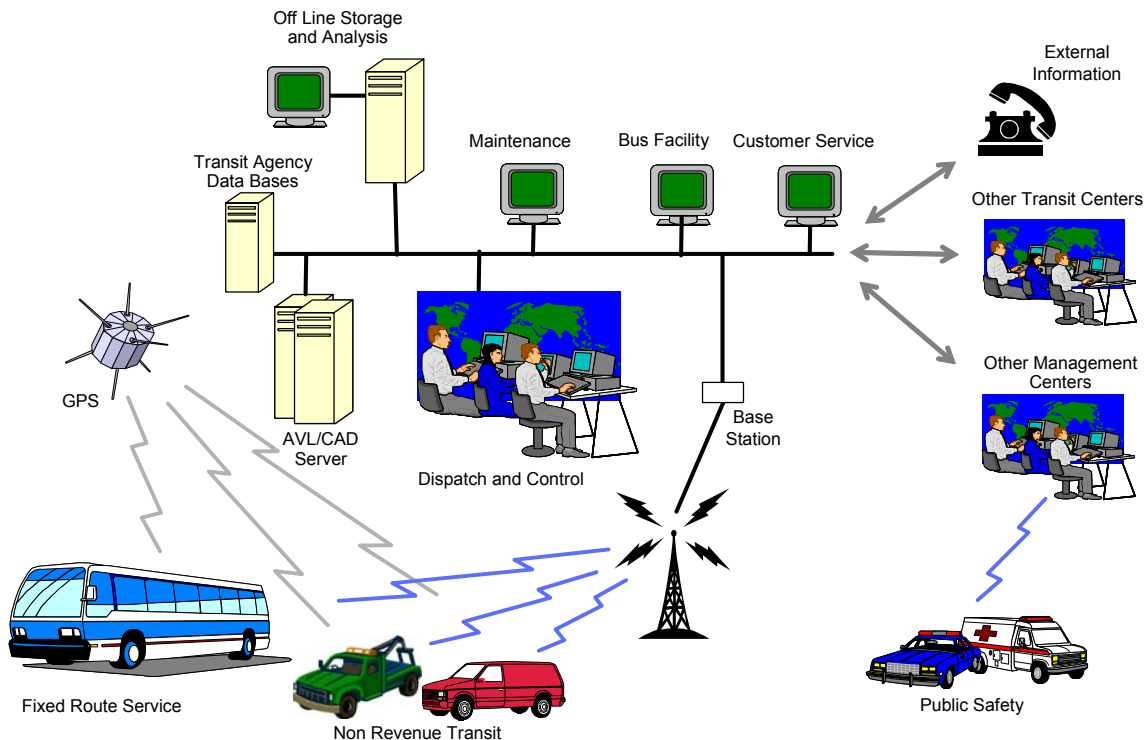 Off Line Storage
and Analysis
External
Information
Maintenance
Bus Facility
Customer Service
Transit Agency
Data Bases
Other Transit Centers
GPS
Other Management
Centers
Base
Station
AVL/CAD
Server
Dispatch and Control
Fixed Route Service
Non Revenue Transit
Public Safety